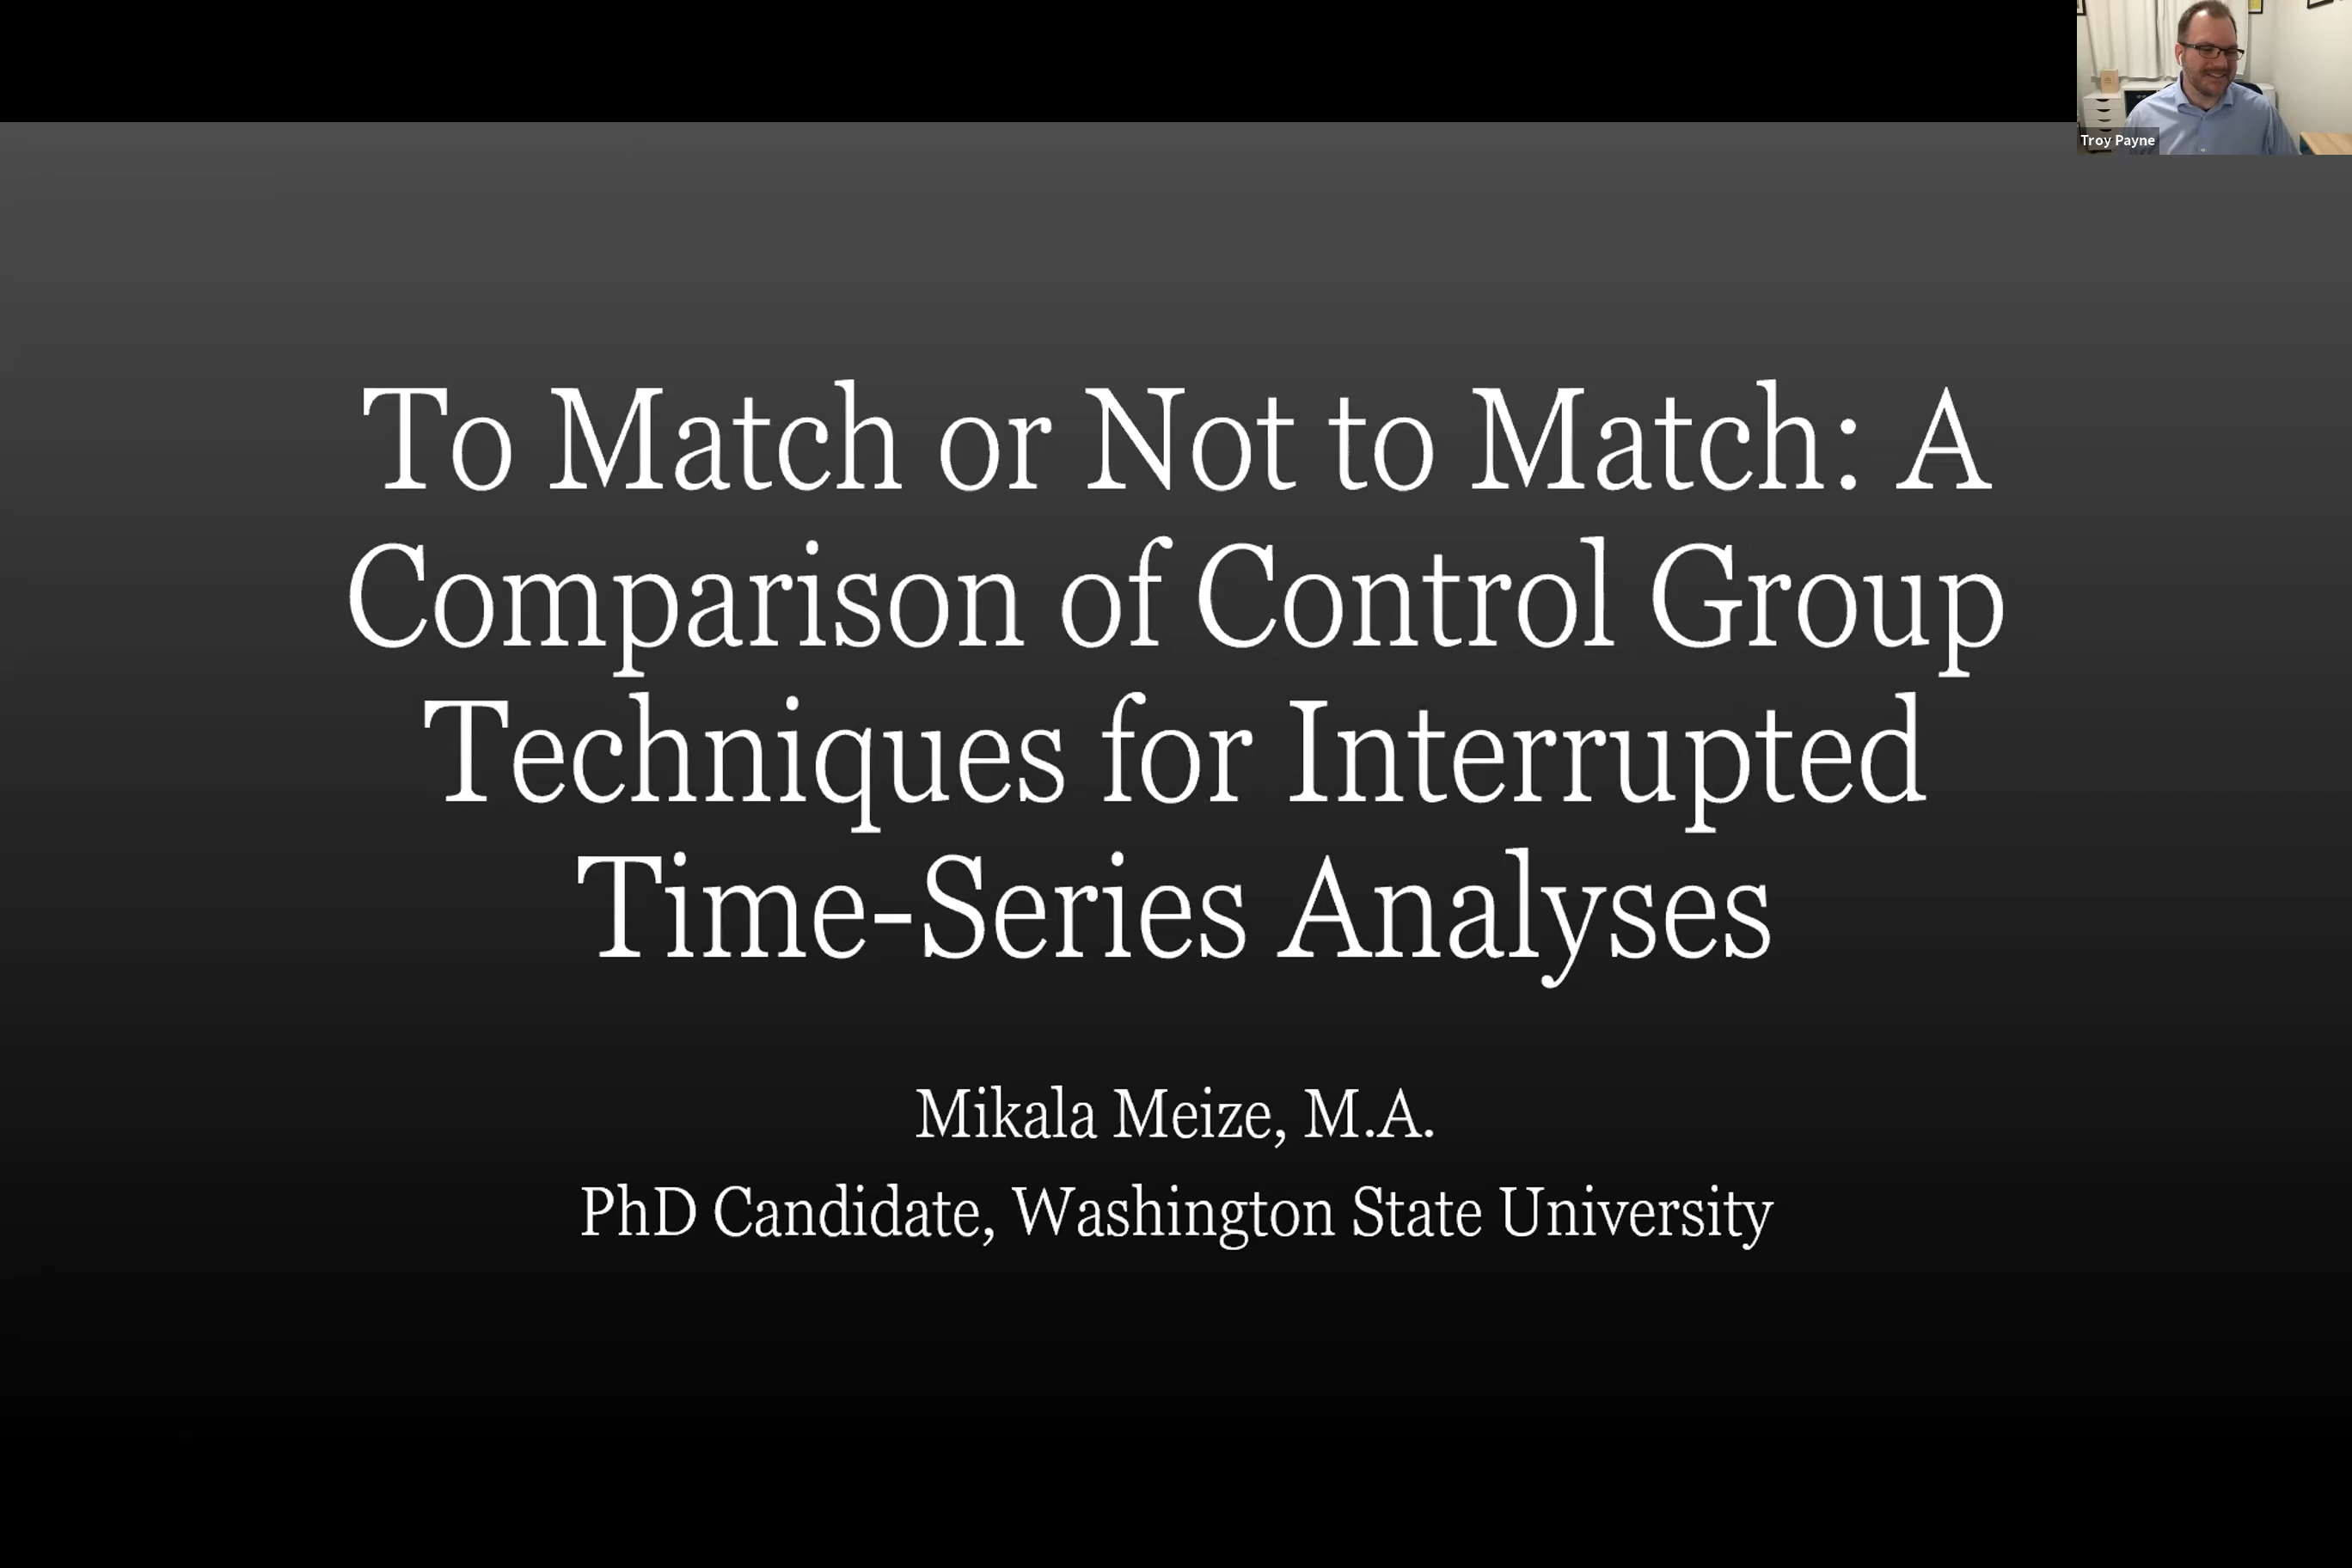 Troy Payne
To Match or Not to Match: A
Comparison of Control Group
Techniques for Interrupted
Time-Series Analyses
Mikala Meize, M.A.
PhD Candidate, Washington State University